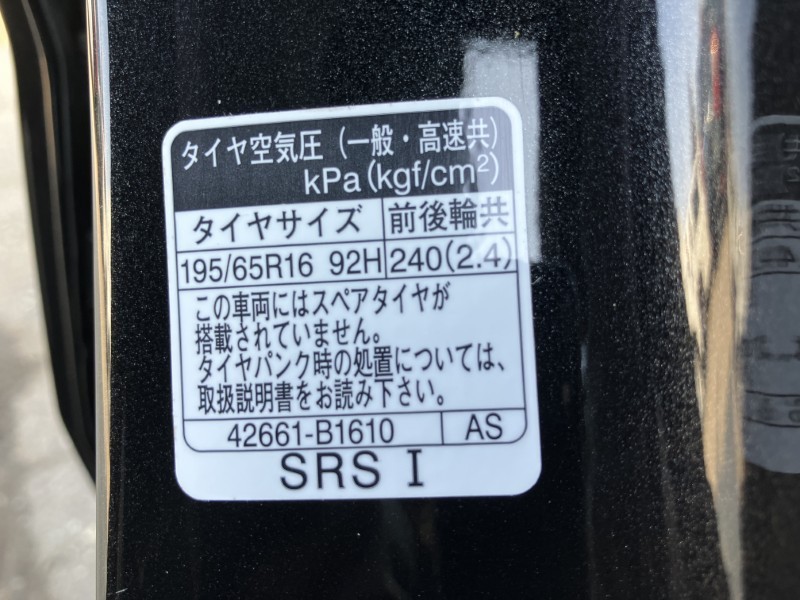 タイヤ空気圧（一般・高速共）
kPa(kgf/cm²)
タイヤサイズ 前後輪共
195/65R16 92H 240(2.4)
この車両にはスペアタイヤが
搭載されていません。
タイヤパンク時の処置については、
取扱説明書をお読み下さい。
42661-B1610 AS
SRS I